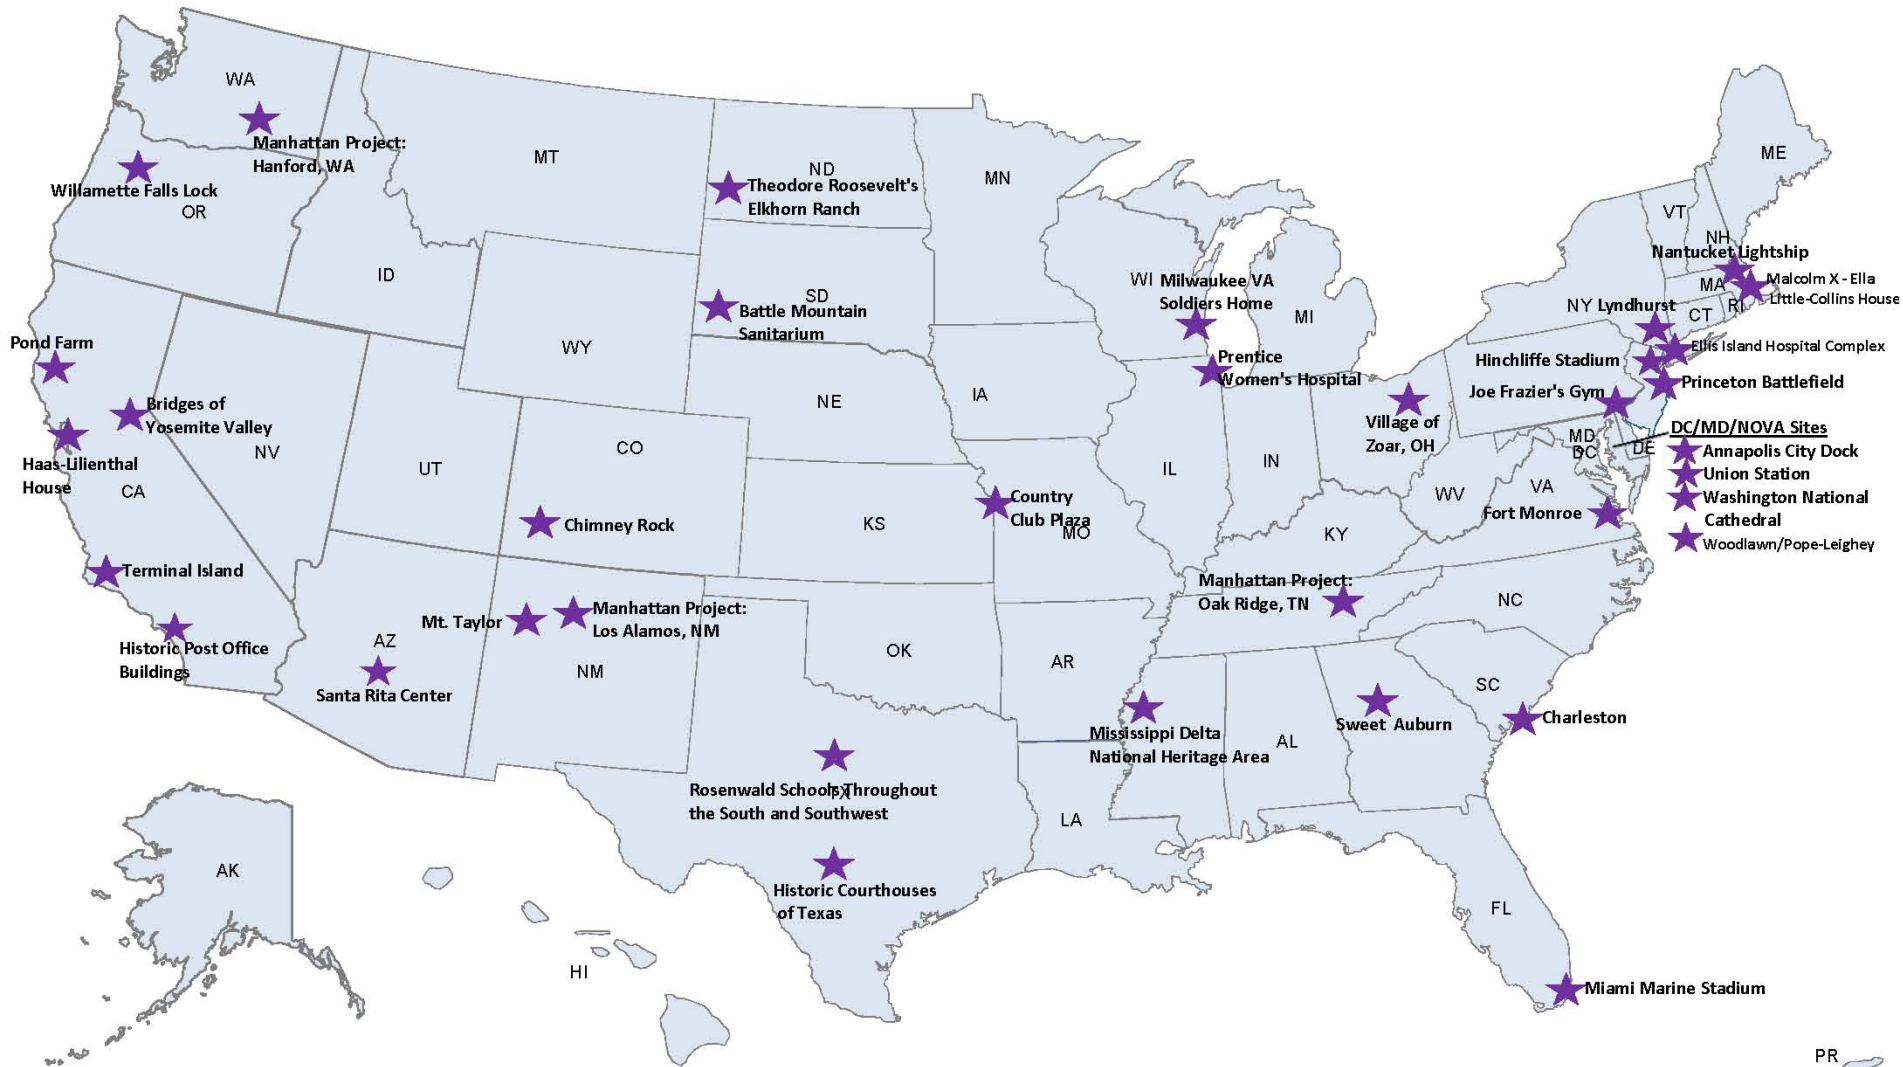 WA
Manhattan Project:
Hanford, WA
Willamette Falls Lock
OR
MT
ID
WY
ND
Theodore Roosevelt's
Elkhorn Ranch
SD
Battle Mountain
Sanitarium
MN
WI
Milwaukee VA
Soldiers Home
MI
Prentice
Women's Hospital
ME
VT
NH
Nantucket Lightship
MA
Malcolm X - Ella
Little-Collins House
NY
Lyndhurst
CT
RI
Ellis Island Hospital Complex
Hinchliffe Stadium
Princeton Battlefield
Joe Frazier's Gym
Pond Farm
Bridges of
Yosemite Valley
NV
Haas-Lilienthal
House
CA
UT
CO
Chimney Rock
NE
IA
KS
Country
Club Plaza
MO
IL
IN
Village of
Zoar, OH
WV
VA
MD
DC
DE
DC/MD/NOVA Sites
Annapolis City Dock
Union Station
Washington National
Cathedral
Woodlawn/Pope-Leighey
Fort Monroe
KY
Manhattan Project:
Oak Ridge, TN
NC
Terminal Island
Historic Post Office
Buildings
AZ
Santa Rita Center
Mt. Taylor
Manhattan Project:
Los Alamos, NM
NM
OK
AR
SC
Charleston
Sweet Auburn
Mississippi Delta
National Heritage Area
AL
Rosenwald Schools Throughout
TX
the South and Southwest
LA
Historic Courthouses
of Texas
AK
HI
FL
Miami Marine Stadium
PR